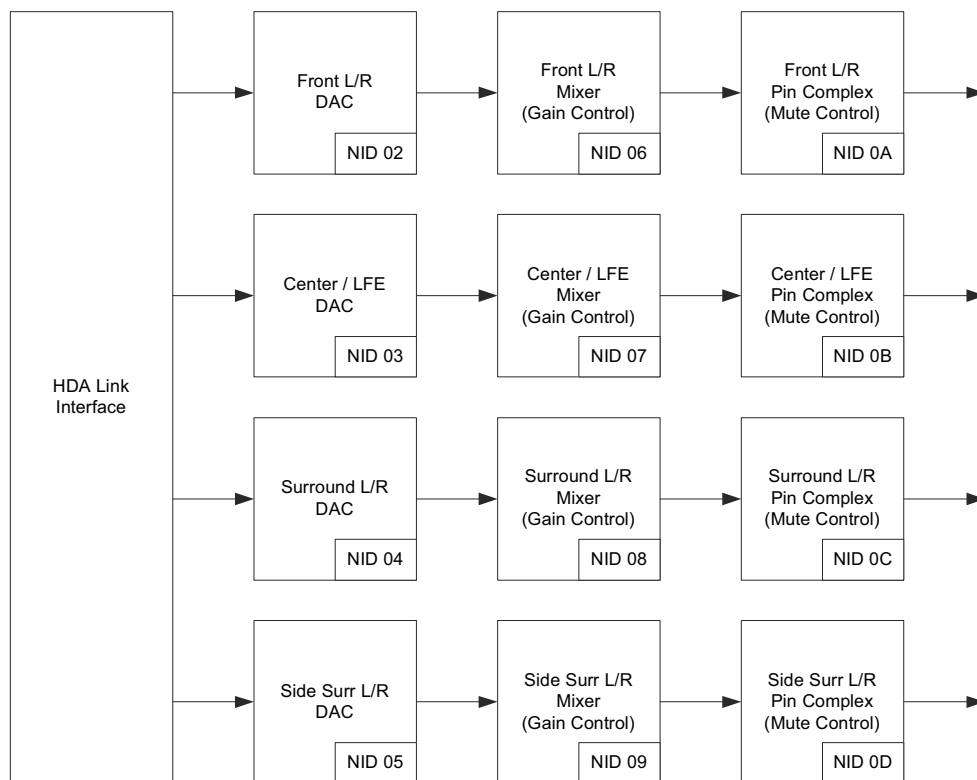 Front L/R
DAC
NID 02
Front L/R
Mixer
(Gain Control)
NID 06
Front L/R
Pin Complex
(Mute Control)
NID 0A
Center / LFE
DAC
NID 03
Center / LFE
Mixer
(Gain Control)
NID 07
Center / LFE
Pin Complex
(Mute Control)
NID 0B
HDA Link
Interface
Surround L/R
DAC
NID 04
Surround L/R
Mixer
(Gain Control)
NID 08
Surround L/R
Pin Complex
(Mute Control)
NID 0C
Side Surr L/R
DAC
NID 05
Side Surr L/R
Mixer
(Gain Control)
NID 09
Side Surr L/R
Pin Complex
(Mute Control)
NID 0D